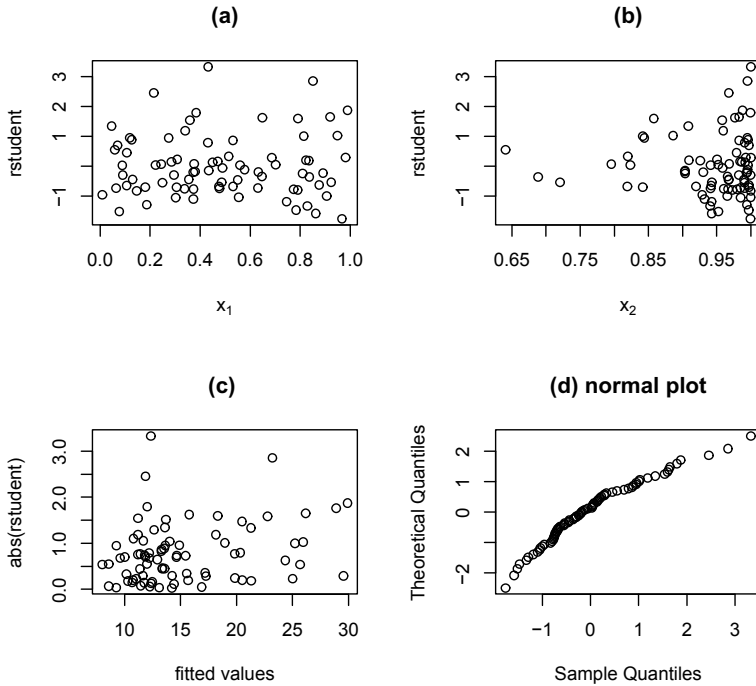 (a)
rstudent
3
1
−1
0.0 0.2 0.4 0.6 0.8 1.0
x1
(b)
rstudent
3
1
−1
0.65 0.75 0.85 0.95
x2
(c)
abs(rstudent)
3.0
2.0
1.0
0.0
10 15 20 25 30
fitted values
(d) normal plot
Theoretical Quantiles
2
1
0
−2
−1 0 1 2 3
Sample Quantiles